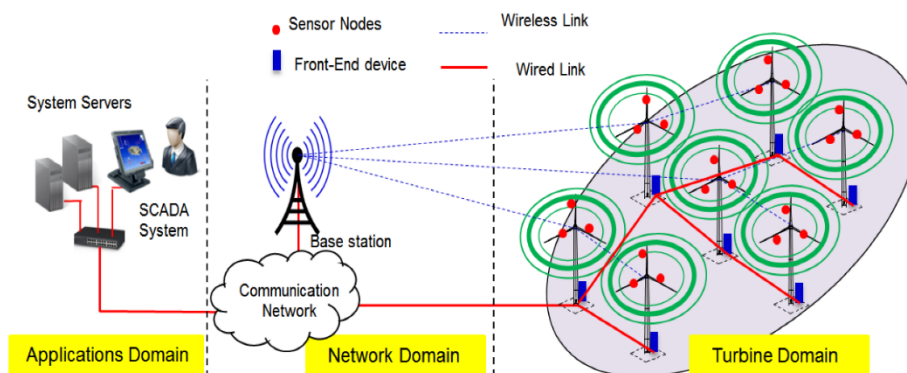 Sensor Nodes
Wireless Link
Front-End device
Wired Link
System Servers
SCADA
System
Base station
Communication
Network
Applications Domain
Network Domain
Turbine Domain